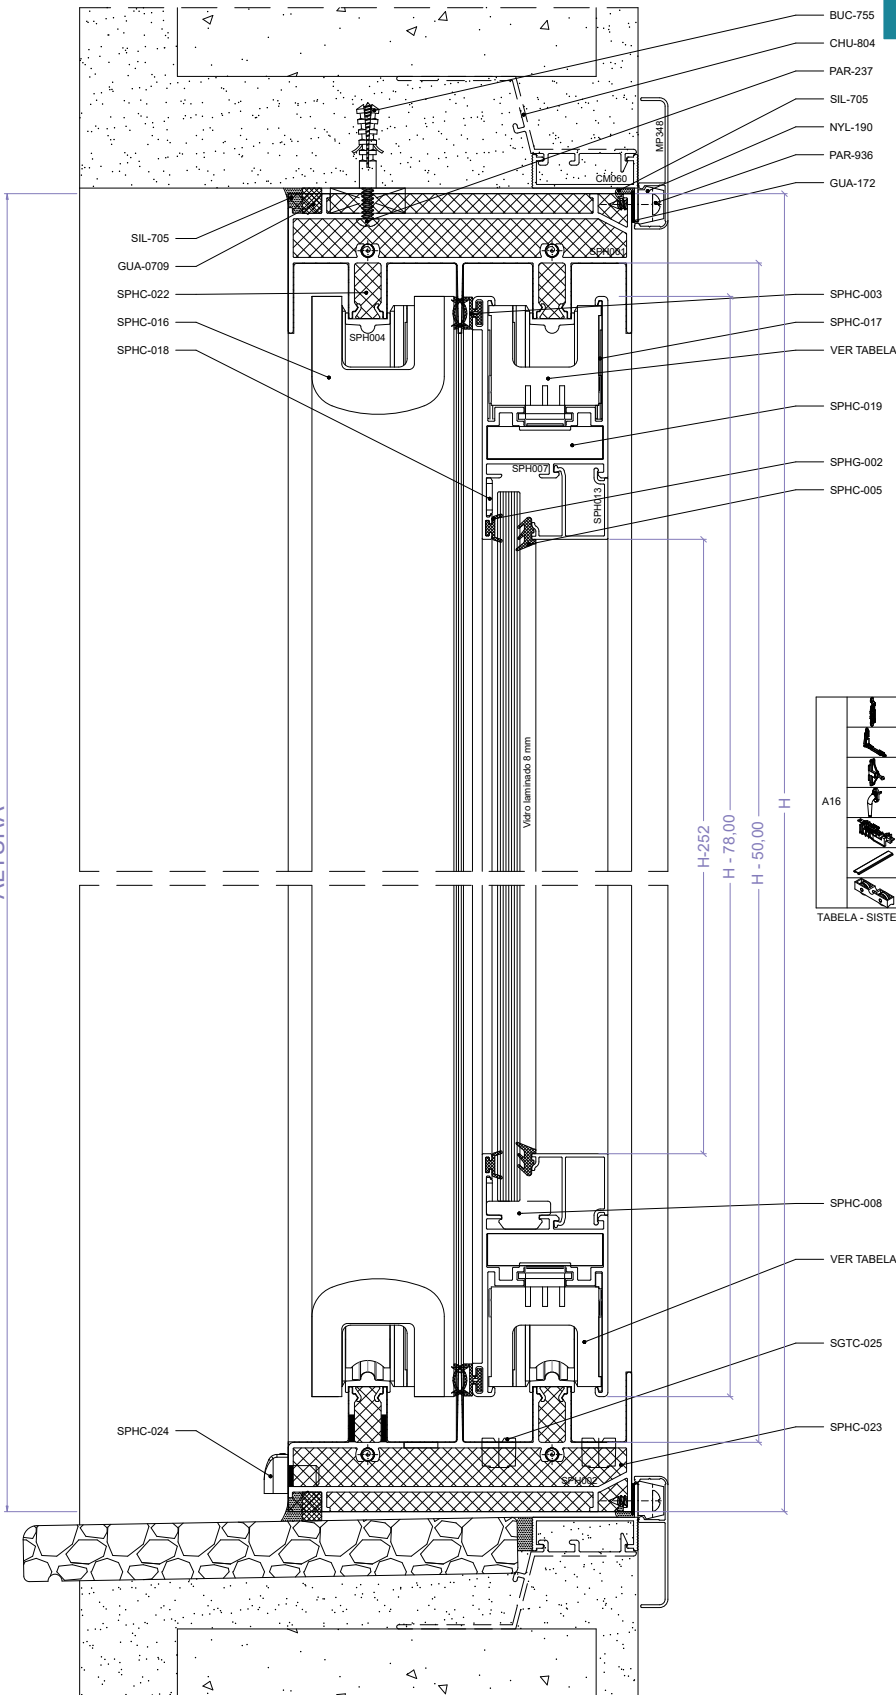 BUC-755
CHU-804
PAR-237
SIL-705
NYL-190
PAR-936
GUA-172
MP348
CM060
SIL-705
GUA-0709
SPHC-022
SPHC-016
SPHC-018
SPH001
SPH004
SPHC-003
SPHC-017
VER TABELA
SPHC-019
SPHG-002
SPHC-005
SPH007
SPH013
Vidro laminado 8 mm
H-252
H - 78,00
H - 50,00
H
A16
TABELA - SISTE
SPHC-008
VER TABELA
SGTC-025
SPHC-023
SPHC-024
SPH002